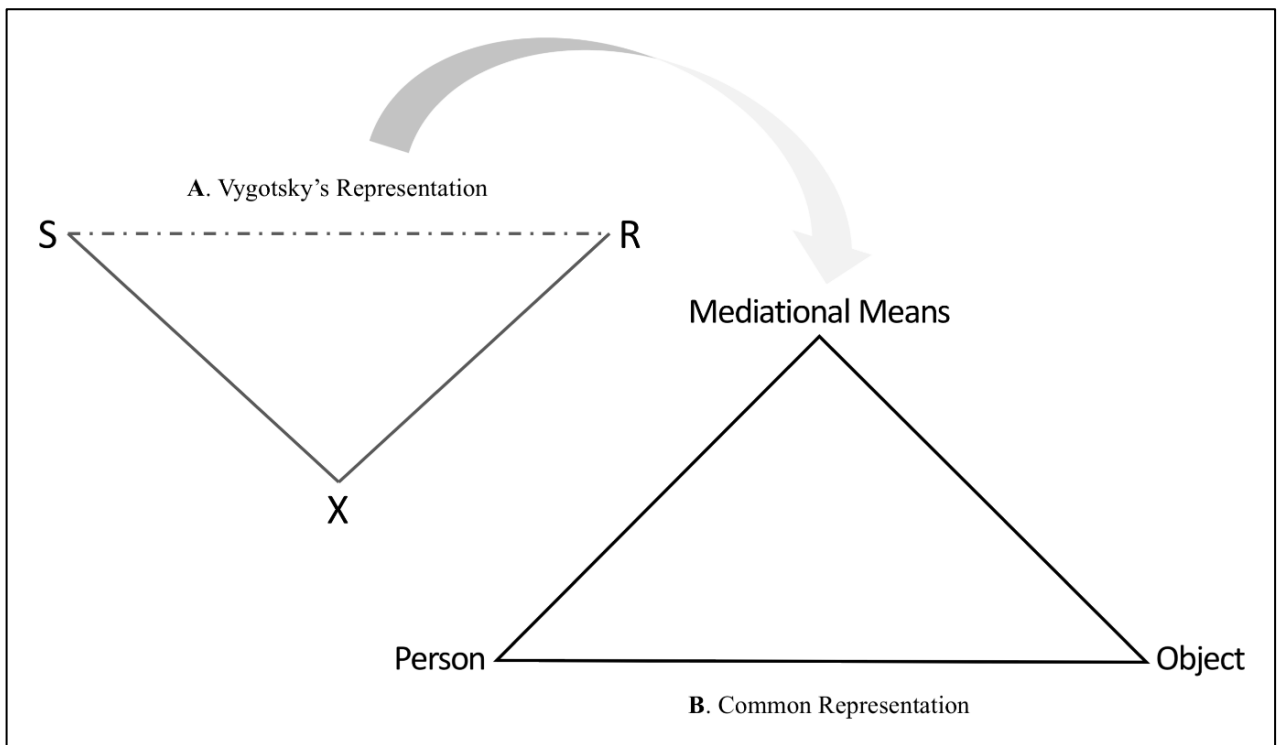 A. Vygotsky’s Representation
S
R
X
Mediational Means
Person
Object
B. Common Representation